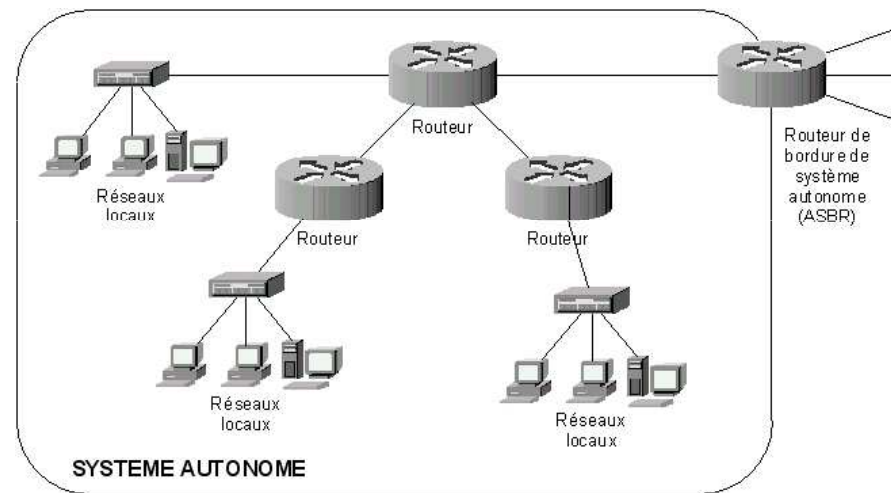 Routeur
Routeur de
bordure de
système
autonome
(ASBR)
Réseaux
locaux
Routeur
Routeur
Réseaux
locaux
Réseaux
locaux
SYSTEME AUTONOME